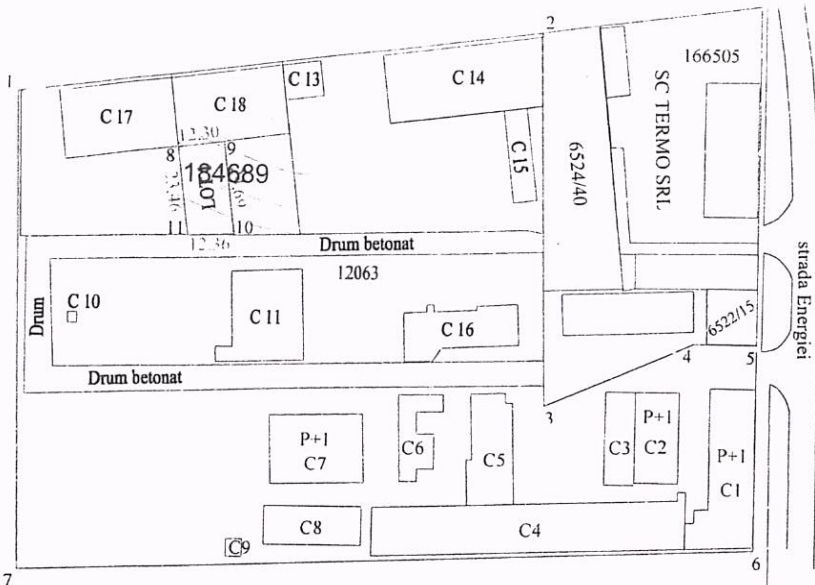 2
1
166505
C 13
C 14
C 17
C 18
SC TERMO SRL
12.30
8
9
C 15
6524/40
184689
11
10
12.36
Drum betonat
strada Energiei
12063
Drum
C 10
C 11
C 16
6522/15
4
5
Drum betonat
3
P+1
C7
C6
C5
C3
P+1
C2
P+1
C1
C8
C4
C9
7
6